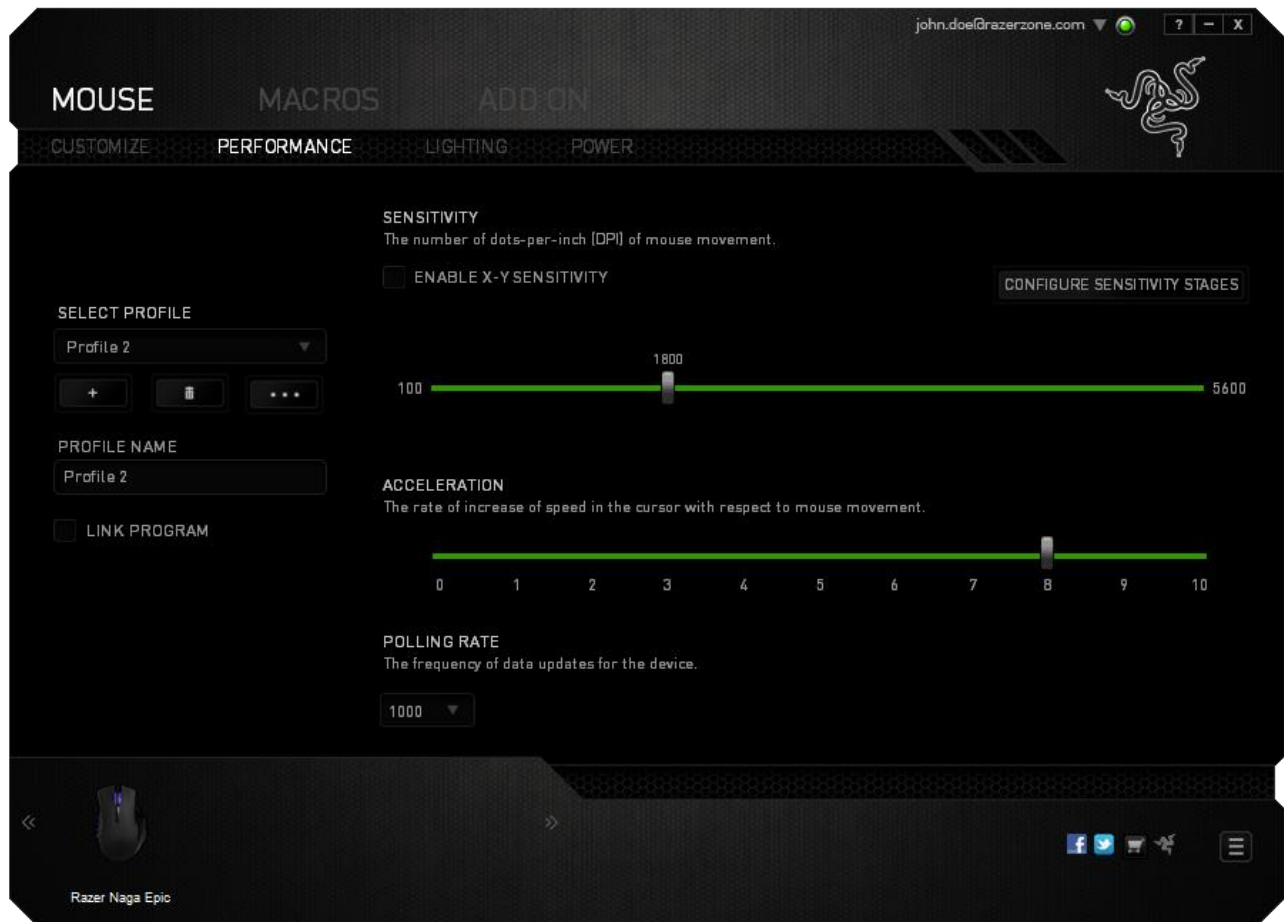 john.doe@razerzone.com ? - X
MOUSE MACROS ADD ON
CUSTOMIZE PERFORMANCE LIGHTING POWER
SENSITIVITY
The number of dots-per-inch (DPI) of mouse movement.
ENABLE X-Y SENSITIVITY
CONFIGURE SENSITIVITY STAGES
SELECT PROFILE
Profile 2
+ •••
1800
100 5600
PROFILE NAME
Profile 2
LINK PROGRAM
ACCELERATION
The rate of increase of speed in the cursor with respect to mouse movement.
0 1 2 3 4 5 6 7 8 9 10
POLLING RATE
The frequency of data updates for the device.
1000
Razer Naga Epic